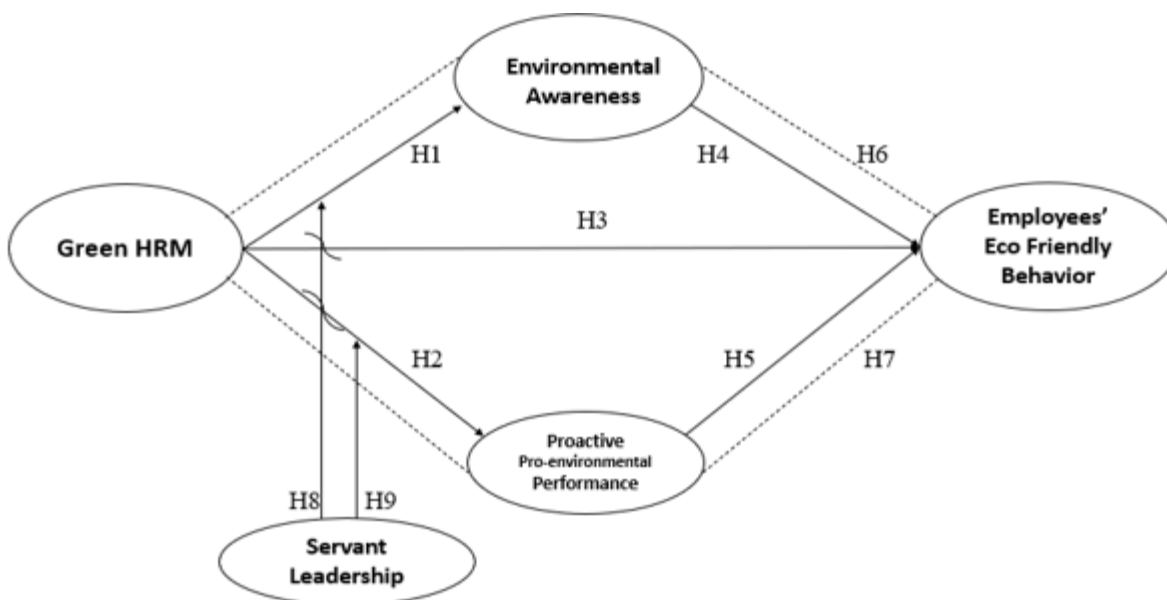 Environmental
Awareness
H1
H4
H6
H3
Green HRM
Employees’
Eco Friendly
Behavior
H2
H5
H7
Proactive
Pro-environmental
Performance
H8
H9
Servant
Leadership